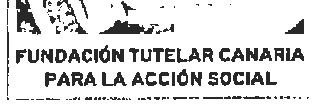 FUNDACIÓN TUTELAR CANARIA
PARA LA ACCIÓN SOCIAL